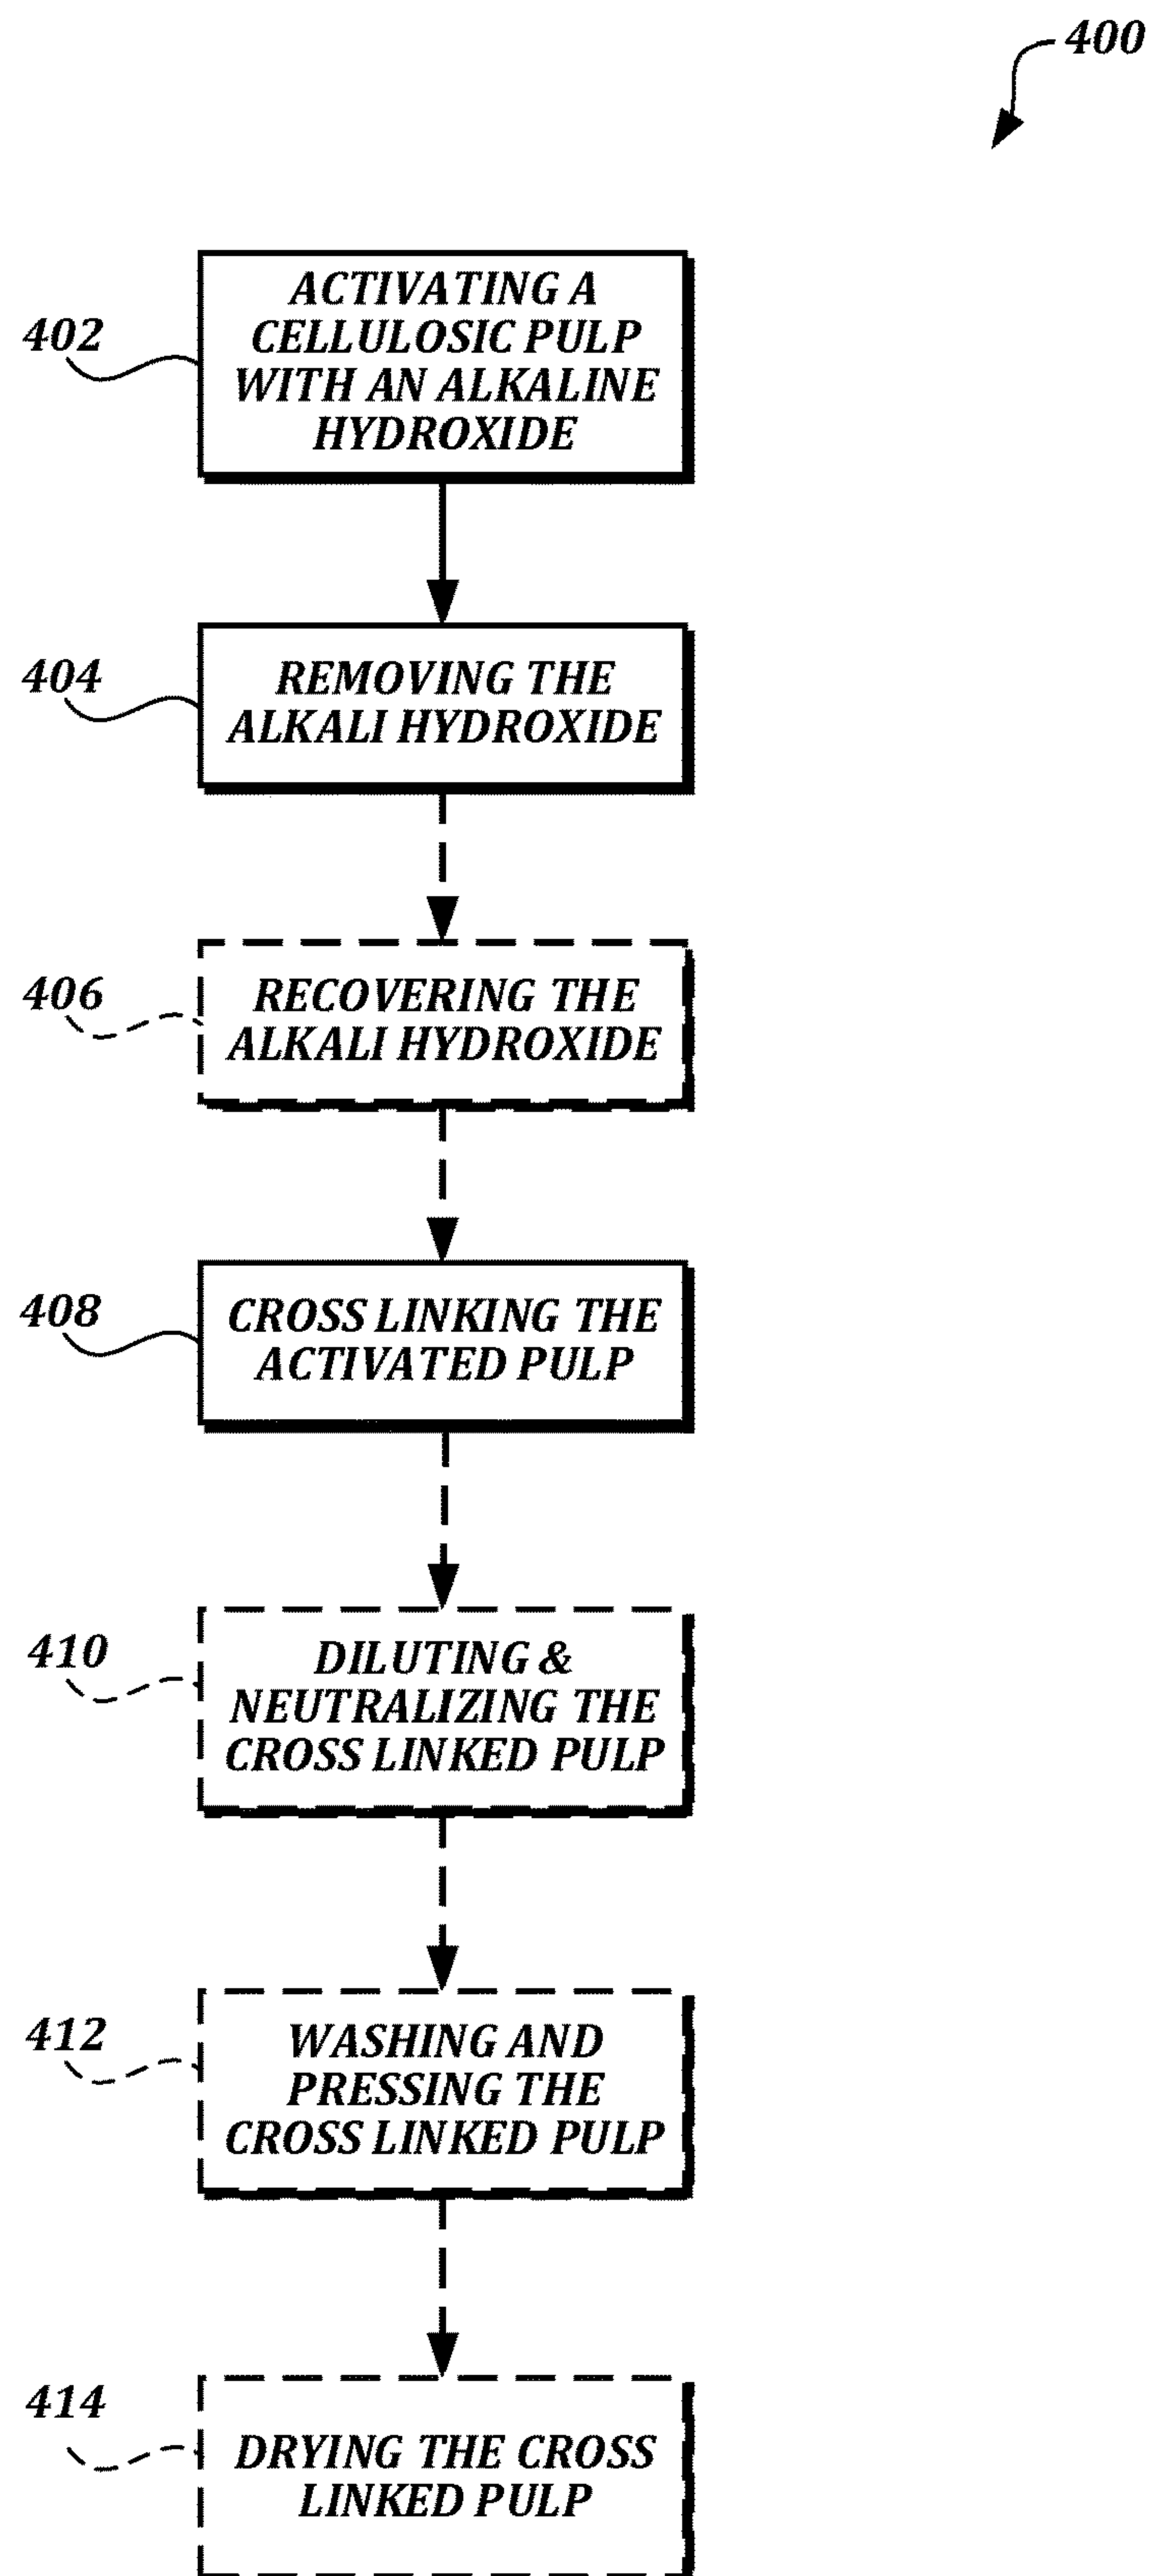 400
402
ACTIVATING A
CELLULOSIC PULP
WITH AN ALKALINE
HYDROXIDE
404
REMOVING THE
ALKALI HYDROXIDE
406
RECOVERING THE
ALKALI HYDROXIDE
408
CROSS LINKING THE
ACTIVATED PULP
410
DILUTING &
NEUTRALIZING THE
CROSS LINKED PULP
412
WASHING AND
PRESSING THE
CROSS LINKED PULP
414
DRYING THE CROSS
LINKED PULP